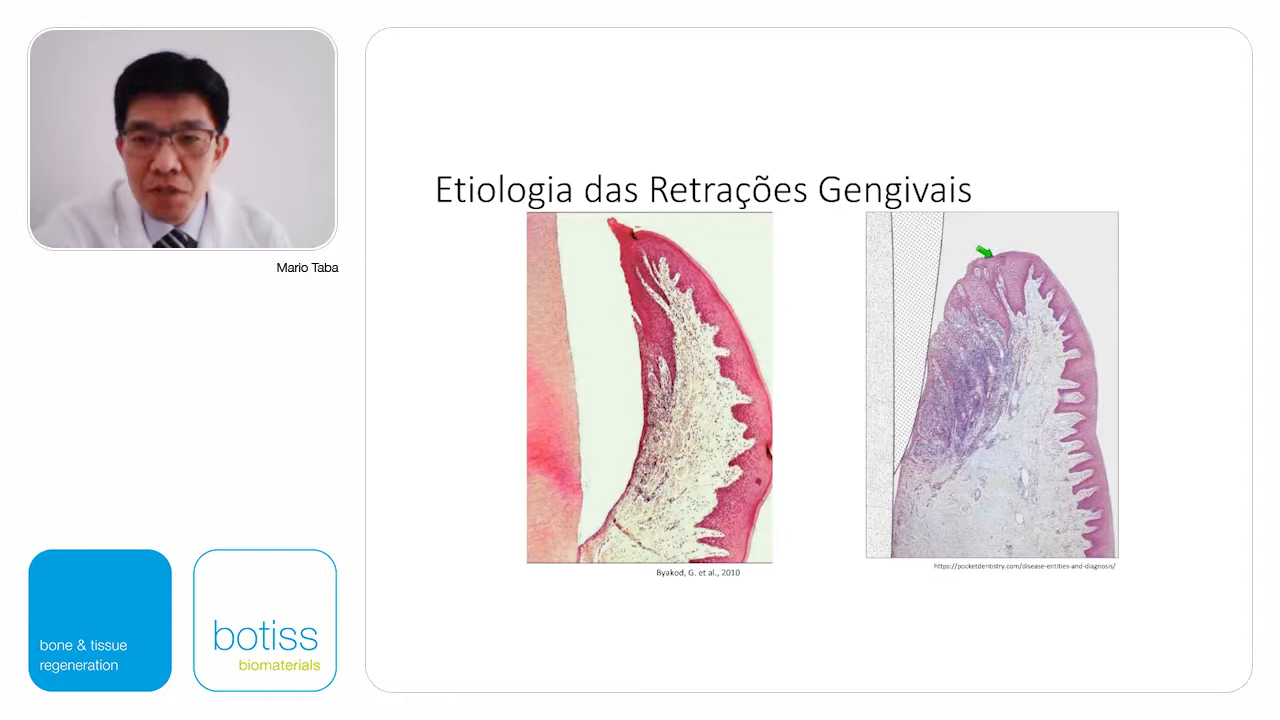 Mario Taba
bone & tissue
regeneration
botiss
biomaterials
Etiologia das Retrações Gengivais
Byakod, G. et al., 2010
https://pocketdentistry.com/disease-entities-and-diagnosis/